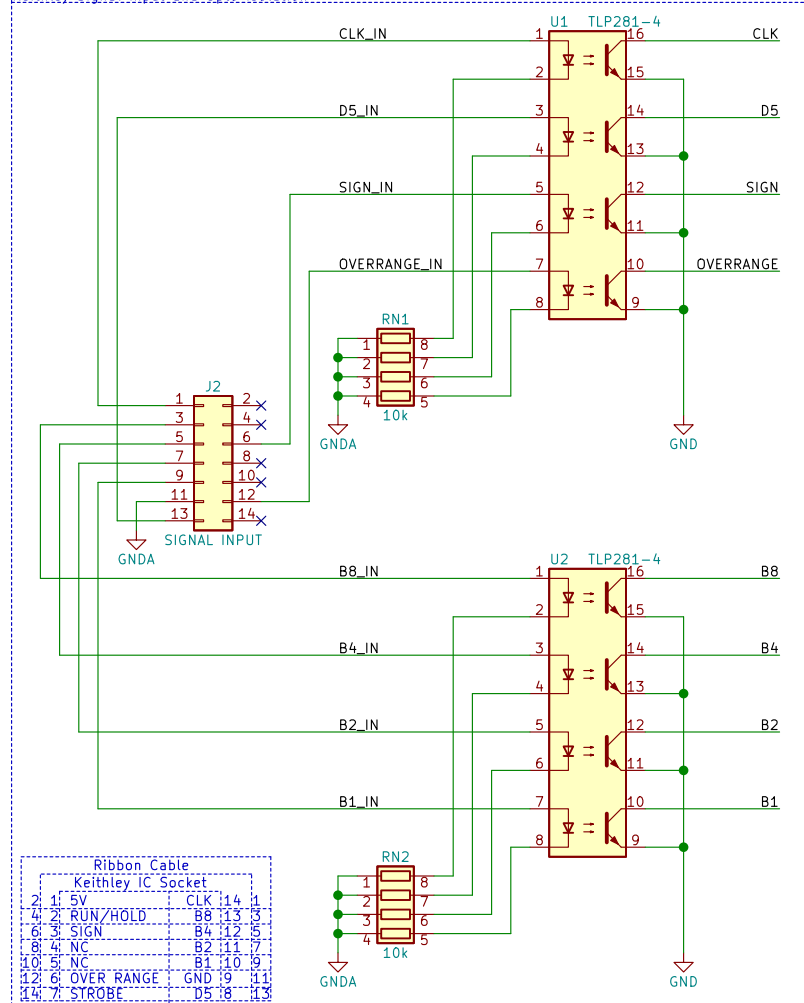 U1 TLP281-4
CLK_IN 1 16 CLK
2 15
D5_IN 3 14 D5
4 13
SIGN_IN 5 12 SIGN
6 11
OVERRANGE_IN 7 10 OVERRANGE
8 9
RN1
1 8
2 7
3 6
4 5
10k
GNDA
GND
J2
1 2
3 4
5 6
7 8
9 10
11 12
13 14
SIGNAL INPUT
GNDA
U2 TLP281-4
B8_IN 1 16 B8
2 15
B4_IN 3 14 B4
4 13
B2_IN 5 12 B2
6 11
B1_IN 7 10 B1
8 9
RN2
1 8
2 7
3 6
4 5
10k
GNDA
GND
Ribbon Cable
Keithley IC Socket
2 1 5V CLK 14 1
4 2 RUN/HOLD B8 13 3
6 3 SIGN B4 12 5
8 4 NC B2 11 7
10 5 NC B1 10 9
12 6 OVER RANGE GND 9 11
14 7 STROBE D5 8 13